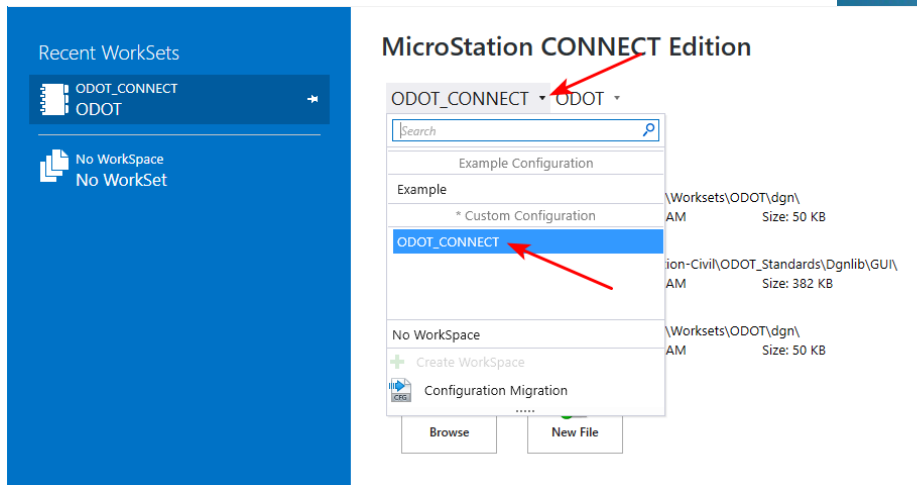 Recent WorkSets
ODOT_CONNECT
ODOT
No WorkSpace
No WorkSet
MicroStation CONNECT Edition
ODOT_CONNECT ODOT
Search
Example Configuration
Example
* Custom Configuration
ODOT_CONNECT
No WorkSpace
Create WorkSpace
CFG Configuration Migration
\Worksets\ODOT\dgn\
AM Size: 50 KB
ion-Civil\ODOT_Standards\Dgnlib\GUI\
AM Size: 382 KB
\Worksets\ODOT\dgn\
AM Size: 50 KB
Browse New File